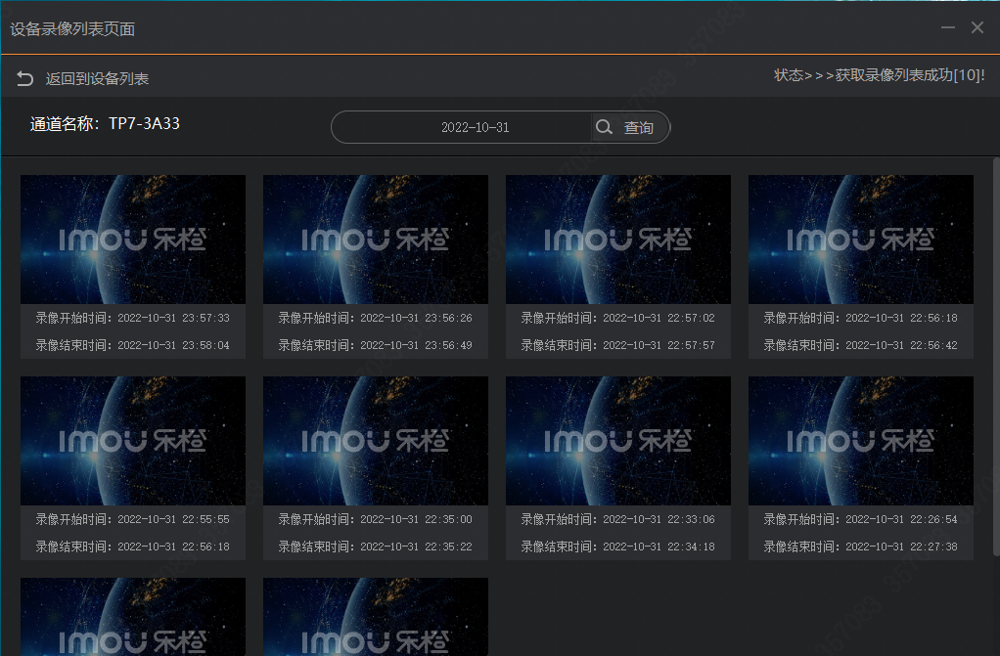 设备录像列表页面
返回到设备列表
状态>>>获取录像列表成功[10]!
通道名称：TP7-3A33
2022-10-31
查询
imou 乐橙 imou 乐橙 imou 乐橙 imou 乐橙
录像开始时间：2022-10-31 23:57:33 录像开始时间：2022-10-31 23:56:26 录像开始时间：2022-10-31 22:57:02 录像开始时间：2022-10-31 22:56:18
录像结束时间：2022-10-31 23:58:04 录像结束时间：2022-10-31 23:56:49 录像结束时间：2022-10-31 22:57:57 录像结束时间：2022-10-31 22:56:42
imou 乐橙 imou 乐橙 imou 乐橙 imou 乐橙
录像开始时间：2022-10-31 22:55:55 录像开始时间：2022-10-31 22:35:00 录像开始时间：2022-10-31 22:33:06 录像开始时间：2022-10-31 22:26:54
录像结束时间：2022-10-31 22:56:18 录像结束时间：2022-10-31 22:35:22 录像结束时间：2022-10-31 22:34:18 录像结束时间：2022-10-31 22:27:38
imou 乐橙 imou 乐橙